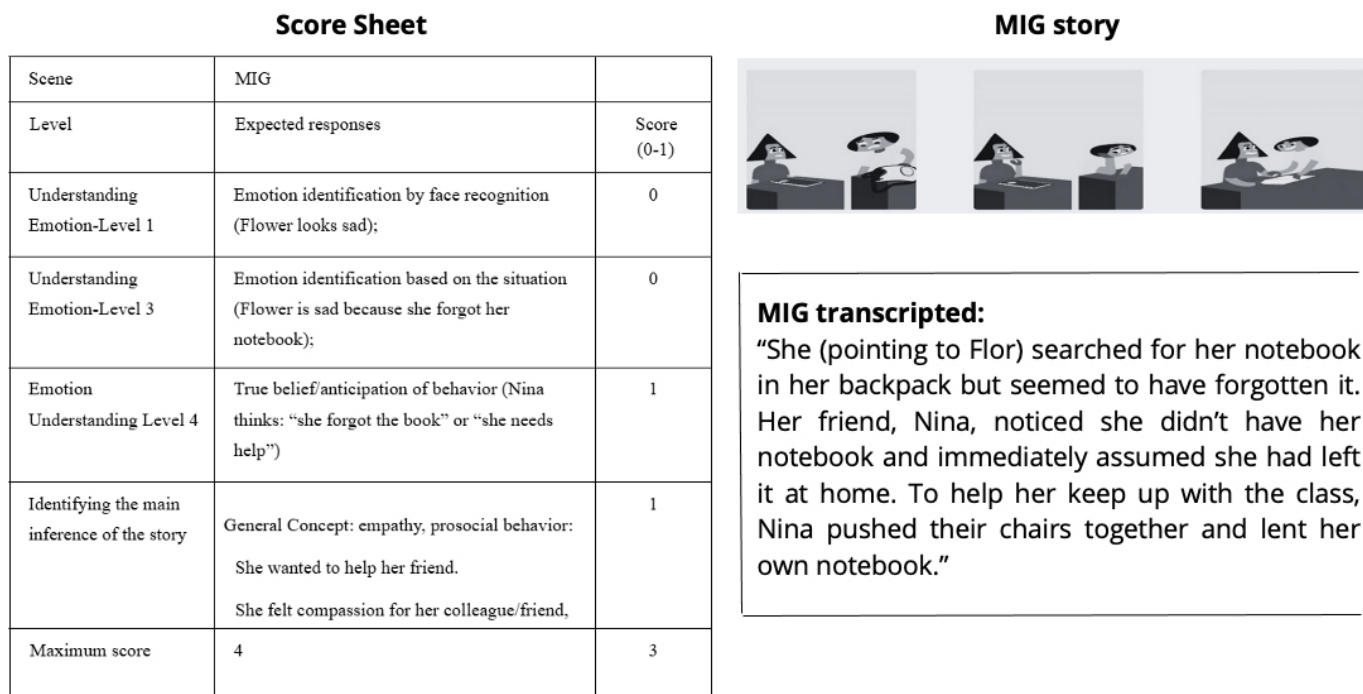 Score Sheet
Scene MIG
Level Expected responses Score
(0-1)
Understanding Emotion identification by face recognition 0
Emotion-Level 1 (Flower looks sad);
Understanding Emotion identification based on the situation 0
Emotion-Level 3 (Flower is sad because she forgot her
notebook);
Emotion True belief/anticipation of behavior (Nina 1
Understanding Level 4 thinks: “she forgot the book” or “she needs
help”)
Identifying the main 1
inference of the story General Concept: empathy, prosocial behavior:
She wanted to help her friend.
She felt compassion for her colleague/friend,
Maximum score 4 3
MIG story
MIG transcripted:
“She (pointing to Flor) searched for her notebook
in her backpack but seemed to have forgotten it.
Her friend, Nina, noticed she didn’t have her
notebook and immediately assumed she had left
it at home. To help her keep up with the class,
Nina pushed their chairs together and lent her
own notebook.”